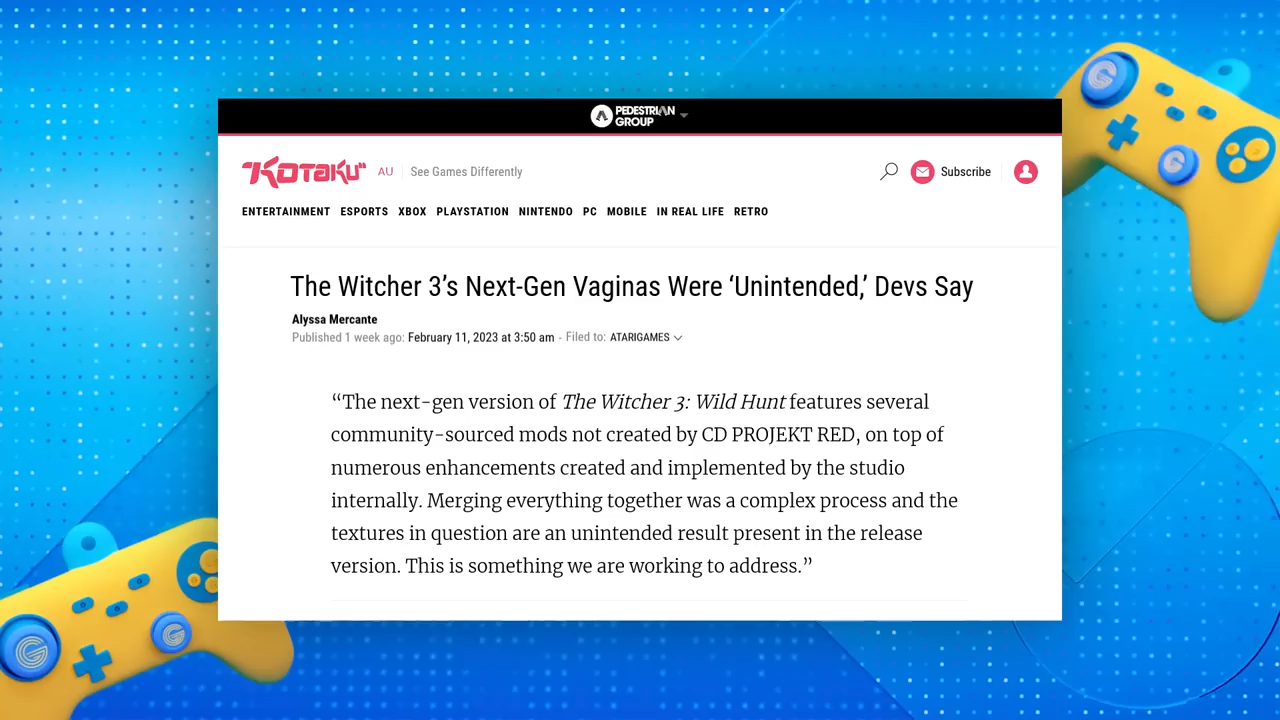 PEDESTRIAN
GROUP
KOTAKU AU See Games Differently Subscribe
ENTERTAINMENT ESPORTS XBOX PLAYSTATION NINTENDO PC MOBILE IN REAL LIFE RETRO
The Witcher 3’s Next-Gen Vaginas Were ‘Unintended,’ Devs Say
Alyssa Mercante
Published 1 week ago: February 11, 2023 at 3:50 am - Filed to: ATARIGAMES
“The next-gen version of The Witcher 3: Wild Hunt features several
community-sourced mods not created by CD PROJEKT RED, on top of
numerous enhancements created and implemented by the studio
internally. Merging everything together was a complex process and the
textures in question are an unintended result present in the release
version. This is something we are working to address.”